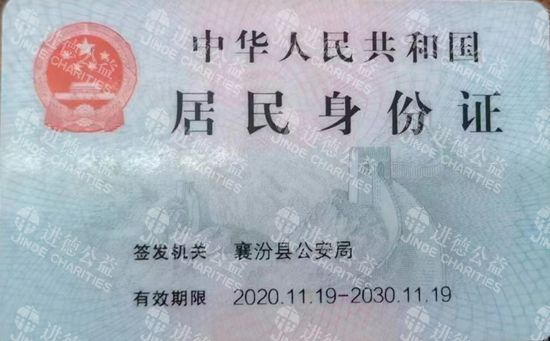 中华人民共和国
居民身份证
签发机关 襄汾县公安局
有效期限 2020.11.19-2030.11.19
进德公益
JINDE CHARITIES